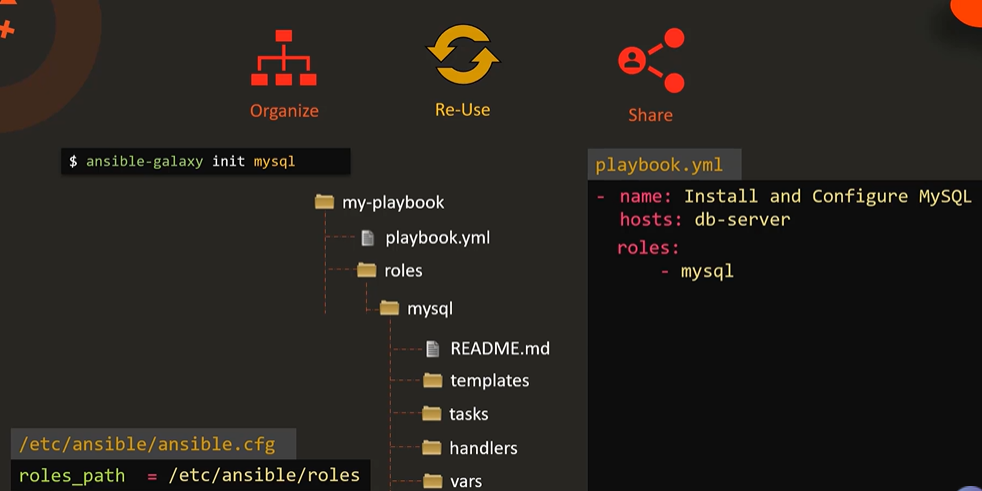 Organize
Re-Use
Share
$ ansible-galaxy init mysql
my-playbook
playbook.yml
roles
mysql
README.md
templates
tasks
handlers
vars
/etc/ansible/ansible.cfg
roles_path = /etc/ansible/roles
playbook.yml
- name: Install and Configure MySQL
hosts: db-server
roles:
- mysql